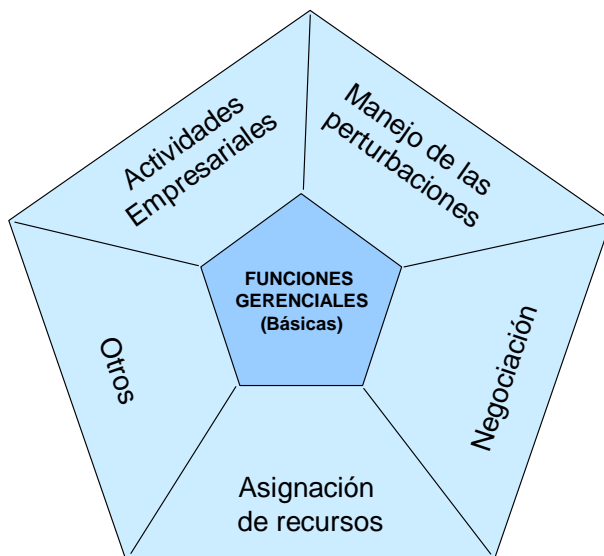 Actividades
Empresariales
Manejo de las
perturbaciones
FUNCIONES
GERENCIALES
(Básicas)
Otros
Negociación
Asignación
de recursos